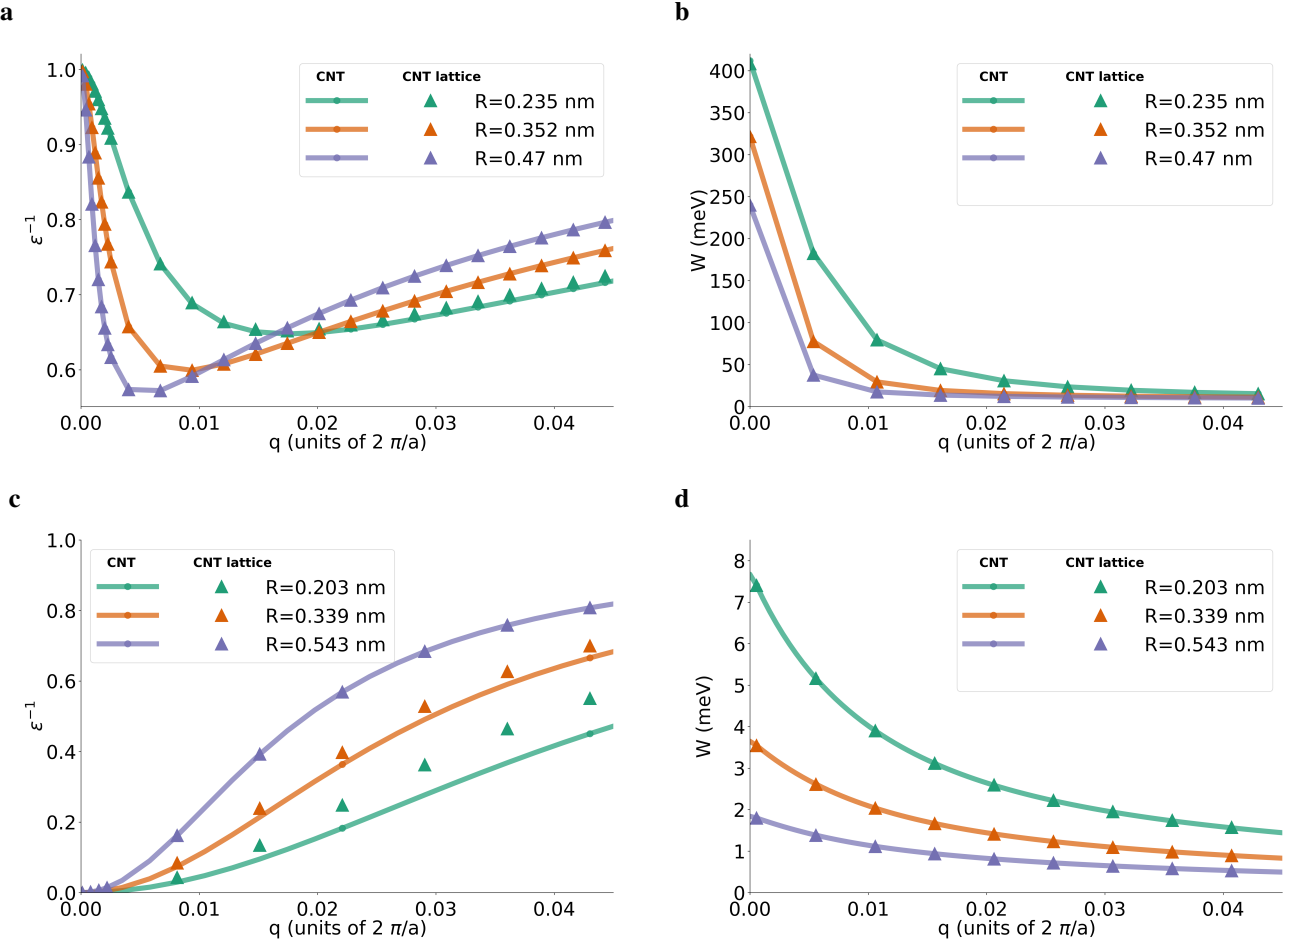 a
ε⁻¹
1.0
0.9
0.8
0.7
0.6
0.00
0.01
0.02
0.03
0.04
q (units of 2 π/a)
CNT
CNT lattice
R=0.235 nm
R=0.352 nm
R=0.47 nm
b
W (meV)
400
350
300
250
200
150
100
50
0
0.00
0.01
0.02
0.03
0.04
q (units of 2 π/a)
CNT
CNT lattice
R=0.235 nm
R=0.352 nm
R=0.47 nm
c
ε⁻¹
1.0
0.8
0.6
0.4
0.2
0.0
0.00
0.01
0.02
0.03
0.04
q (units of 2 π/a)
CNT
CNT lattice
R=0.203 nm
R=0.339 nm
R=0.543 nm
d
W (meV)
8
7
6
5
4
3
2
1
0
0.00
0.01
0.02
0.03
0.04
q (units of 2 π/a)
CNT
CNT lattice
R=0.203 nm
R=0.339 nm
R=0.543 nm